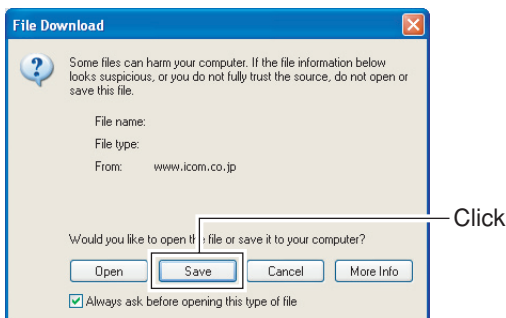 File Download
Some files can harm your computer. If the file information below
looks suspicious, or you do not fully trust the source, do not open or
save this file.
File name:
File type:
From: www.icom.co.jp
Click
Would you like to open the file or save it to your computer?
Open Save Cancel More Info
Always ask before opening this type of file